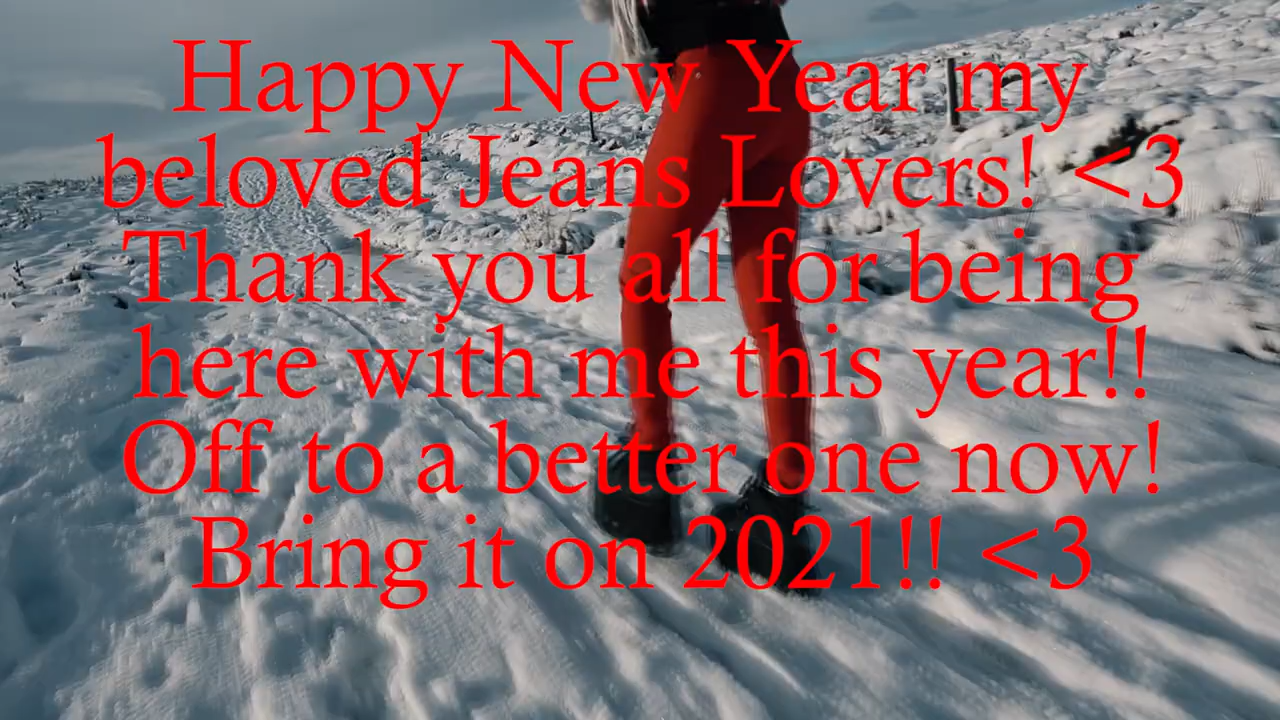 Happy New Year my
beloved Jeans Lovers! <3
Thank you all for being
here with me this year!!
Off to a better one now!
Bring it on 2021!! <3